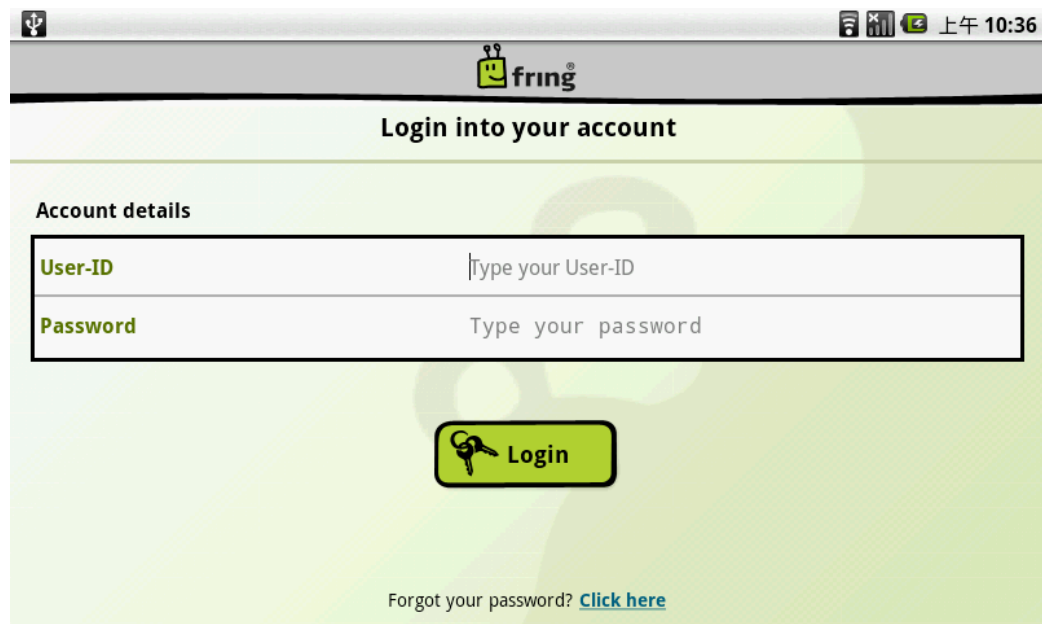 上午 10:36
fring®
Login into your account
Account details
User-ID Type your User-ID
Password Type your password
Login
Forgot your password? Click here